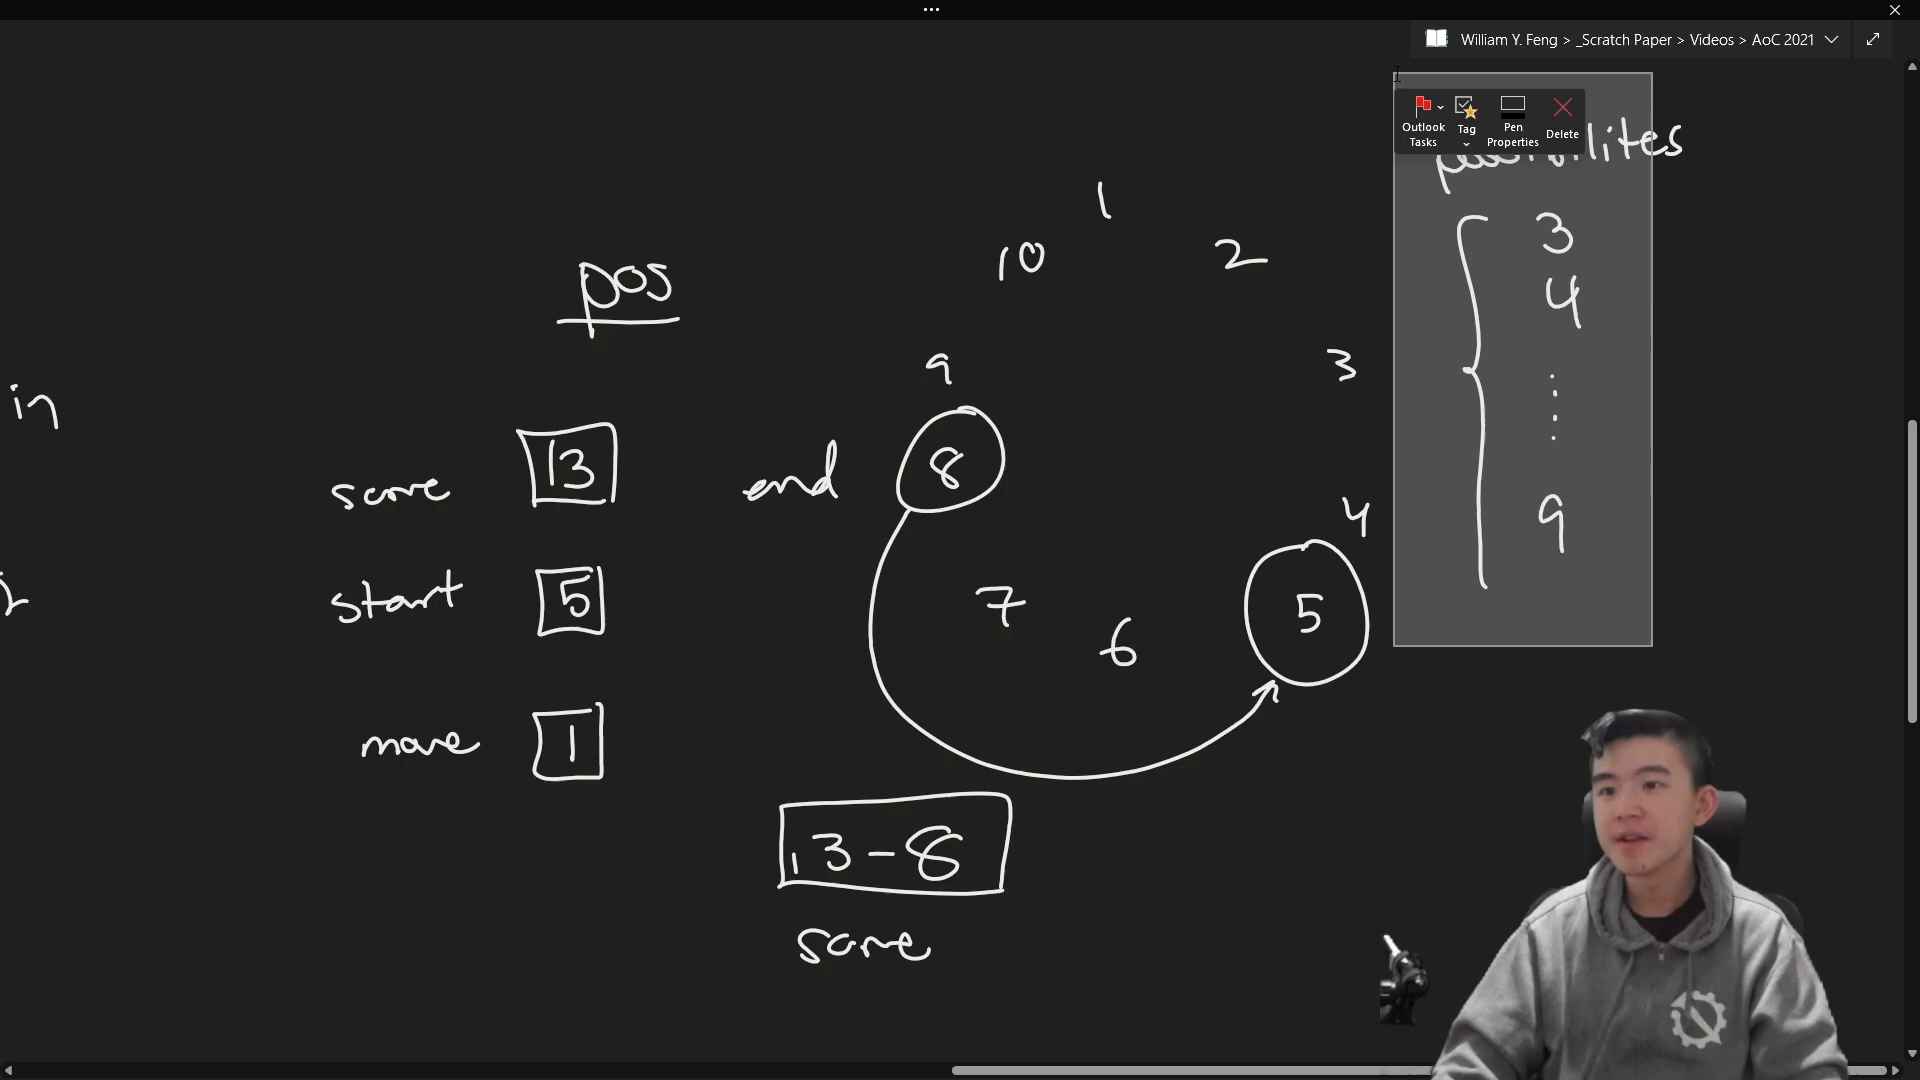 ...
William Y. Feng > _Scratch Paper > Videos > AoC 2021
Outlook Tasks
Tag
Pen Properties
Delete
possibilites
1
10
2
3
4
pos
9
3
in
score
13
end
8
4
9
start
5
7
6
5
move
1
13-8
score